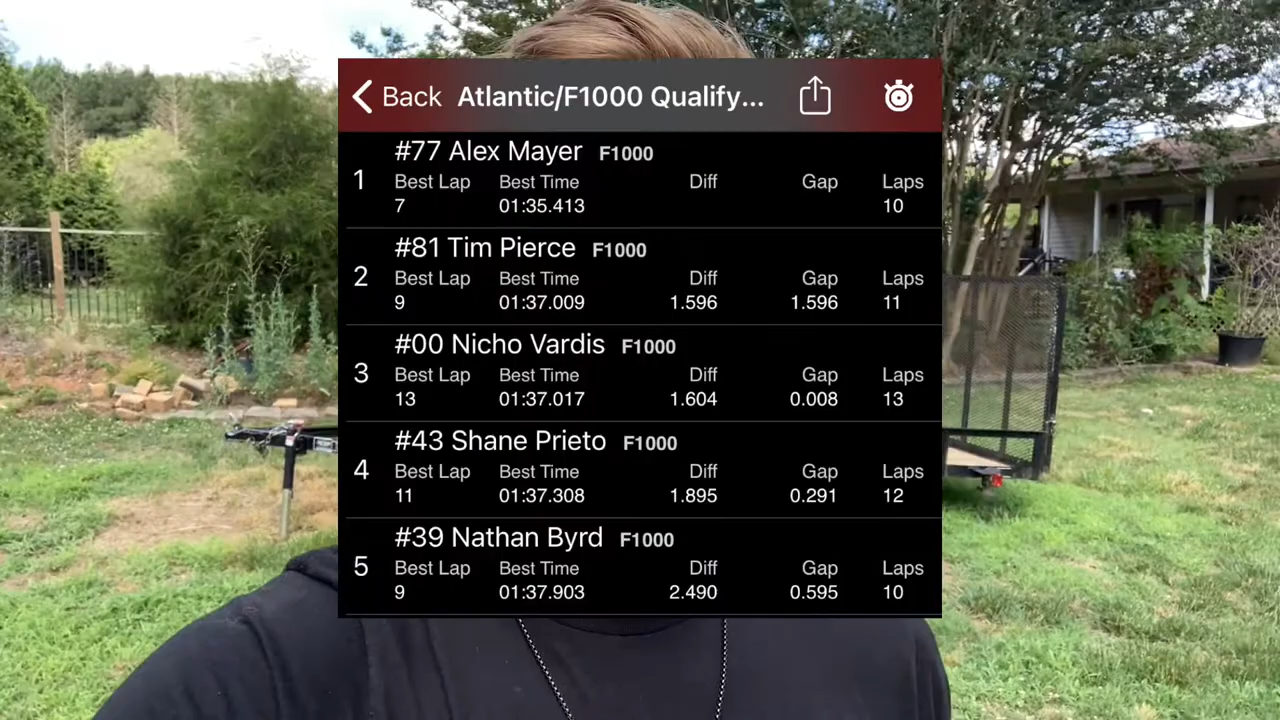 Back Atlantic/F1000 Qualify...
#77 Alex Mayer F1000
1 Best Lap Best Time Diff Gap Laps
7 01:35.413 10
#81 Tim Pierce F1000
2 Best Lap Best Time Diff Gap Laps
9 01:37.009 1.596 1.596 11
#00 Nicho Vardis F1000
3 Best Lap Best Time Diff Gap Laps
13 01:37.017 1.604 0.008 13
#43 Shane Prieto F1000
4 Best Lap Best Time Diff Gap Laps
11 01:37.308 1.895 0.291 12
#39 Nathan Byrd F1000
5 Best Lap Best Time Diff Gap Laps
9 01:37.903 2.490 0.595 10